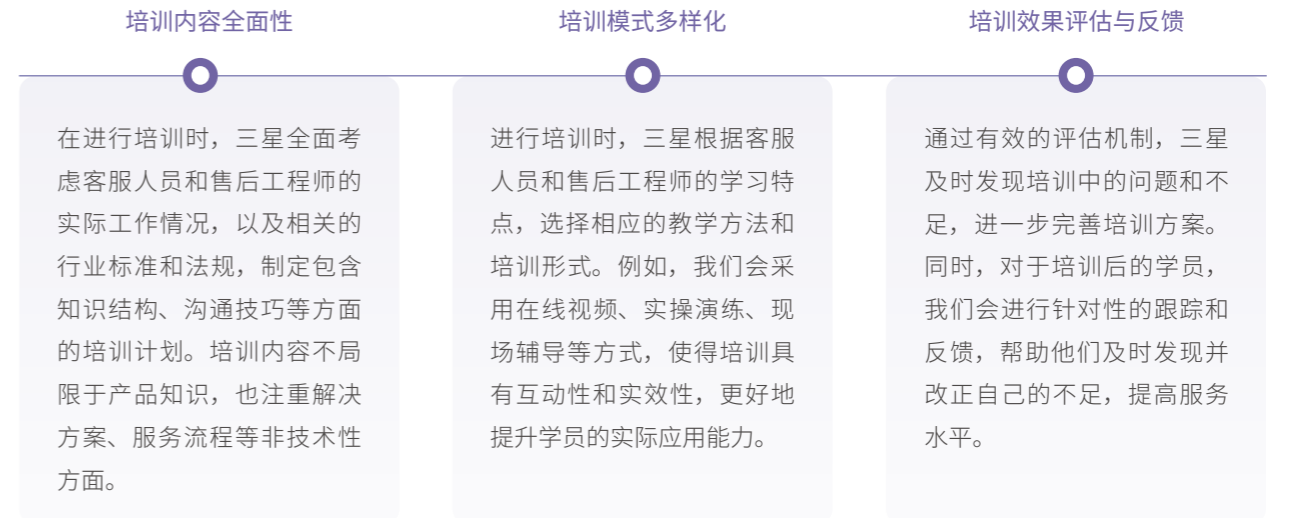 培训内容全面性
在进行培训时，三星全面考
虑客服人员和售后工程师的
实际工作情况，以及相关的
行业标准和法规，制定包含
知识结构、沟通技巧等方面
的培训计划。培训内容不局
限于产品知识，也注重解决
方案、服务流程等非技术性
方面。
培训模式多样化
进行培训时，三星根据客服
人员和售后工程师的学习特
点，选择相应的教学方法和
培训形式。例如，我们会采
用在线视频、实操演练、现
场辅导等方式，使得培训具
有互动性和实效性，更好地
提升学员的实际应用能力。
培训效果评估与反馈
通过有效的评估机制，三星
及时发现培训中的问题和不
足，进一步完善培训方案。
同时，对于培训后的学员，
我们会进行针对性的跟踪和
反馈，帮助他们及时发现并
改正自己的不足，提高服务
水平。